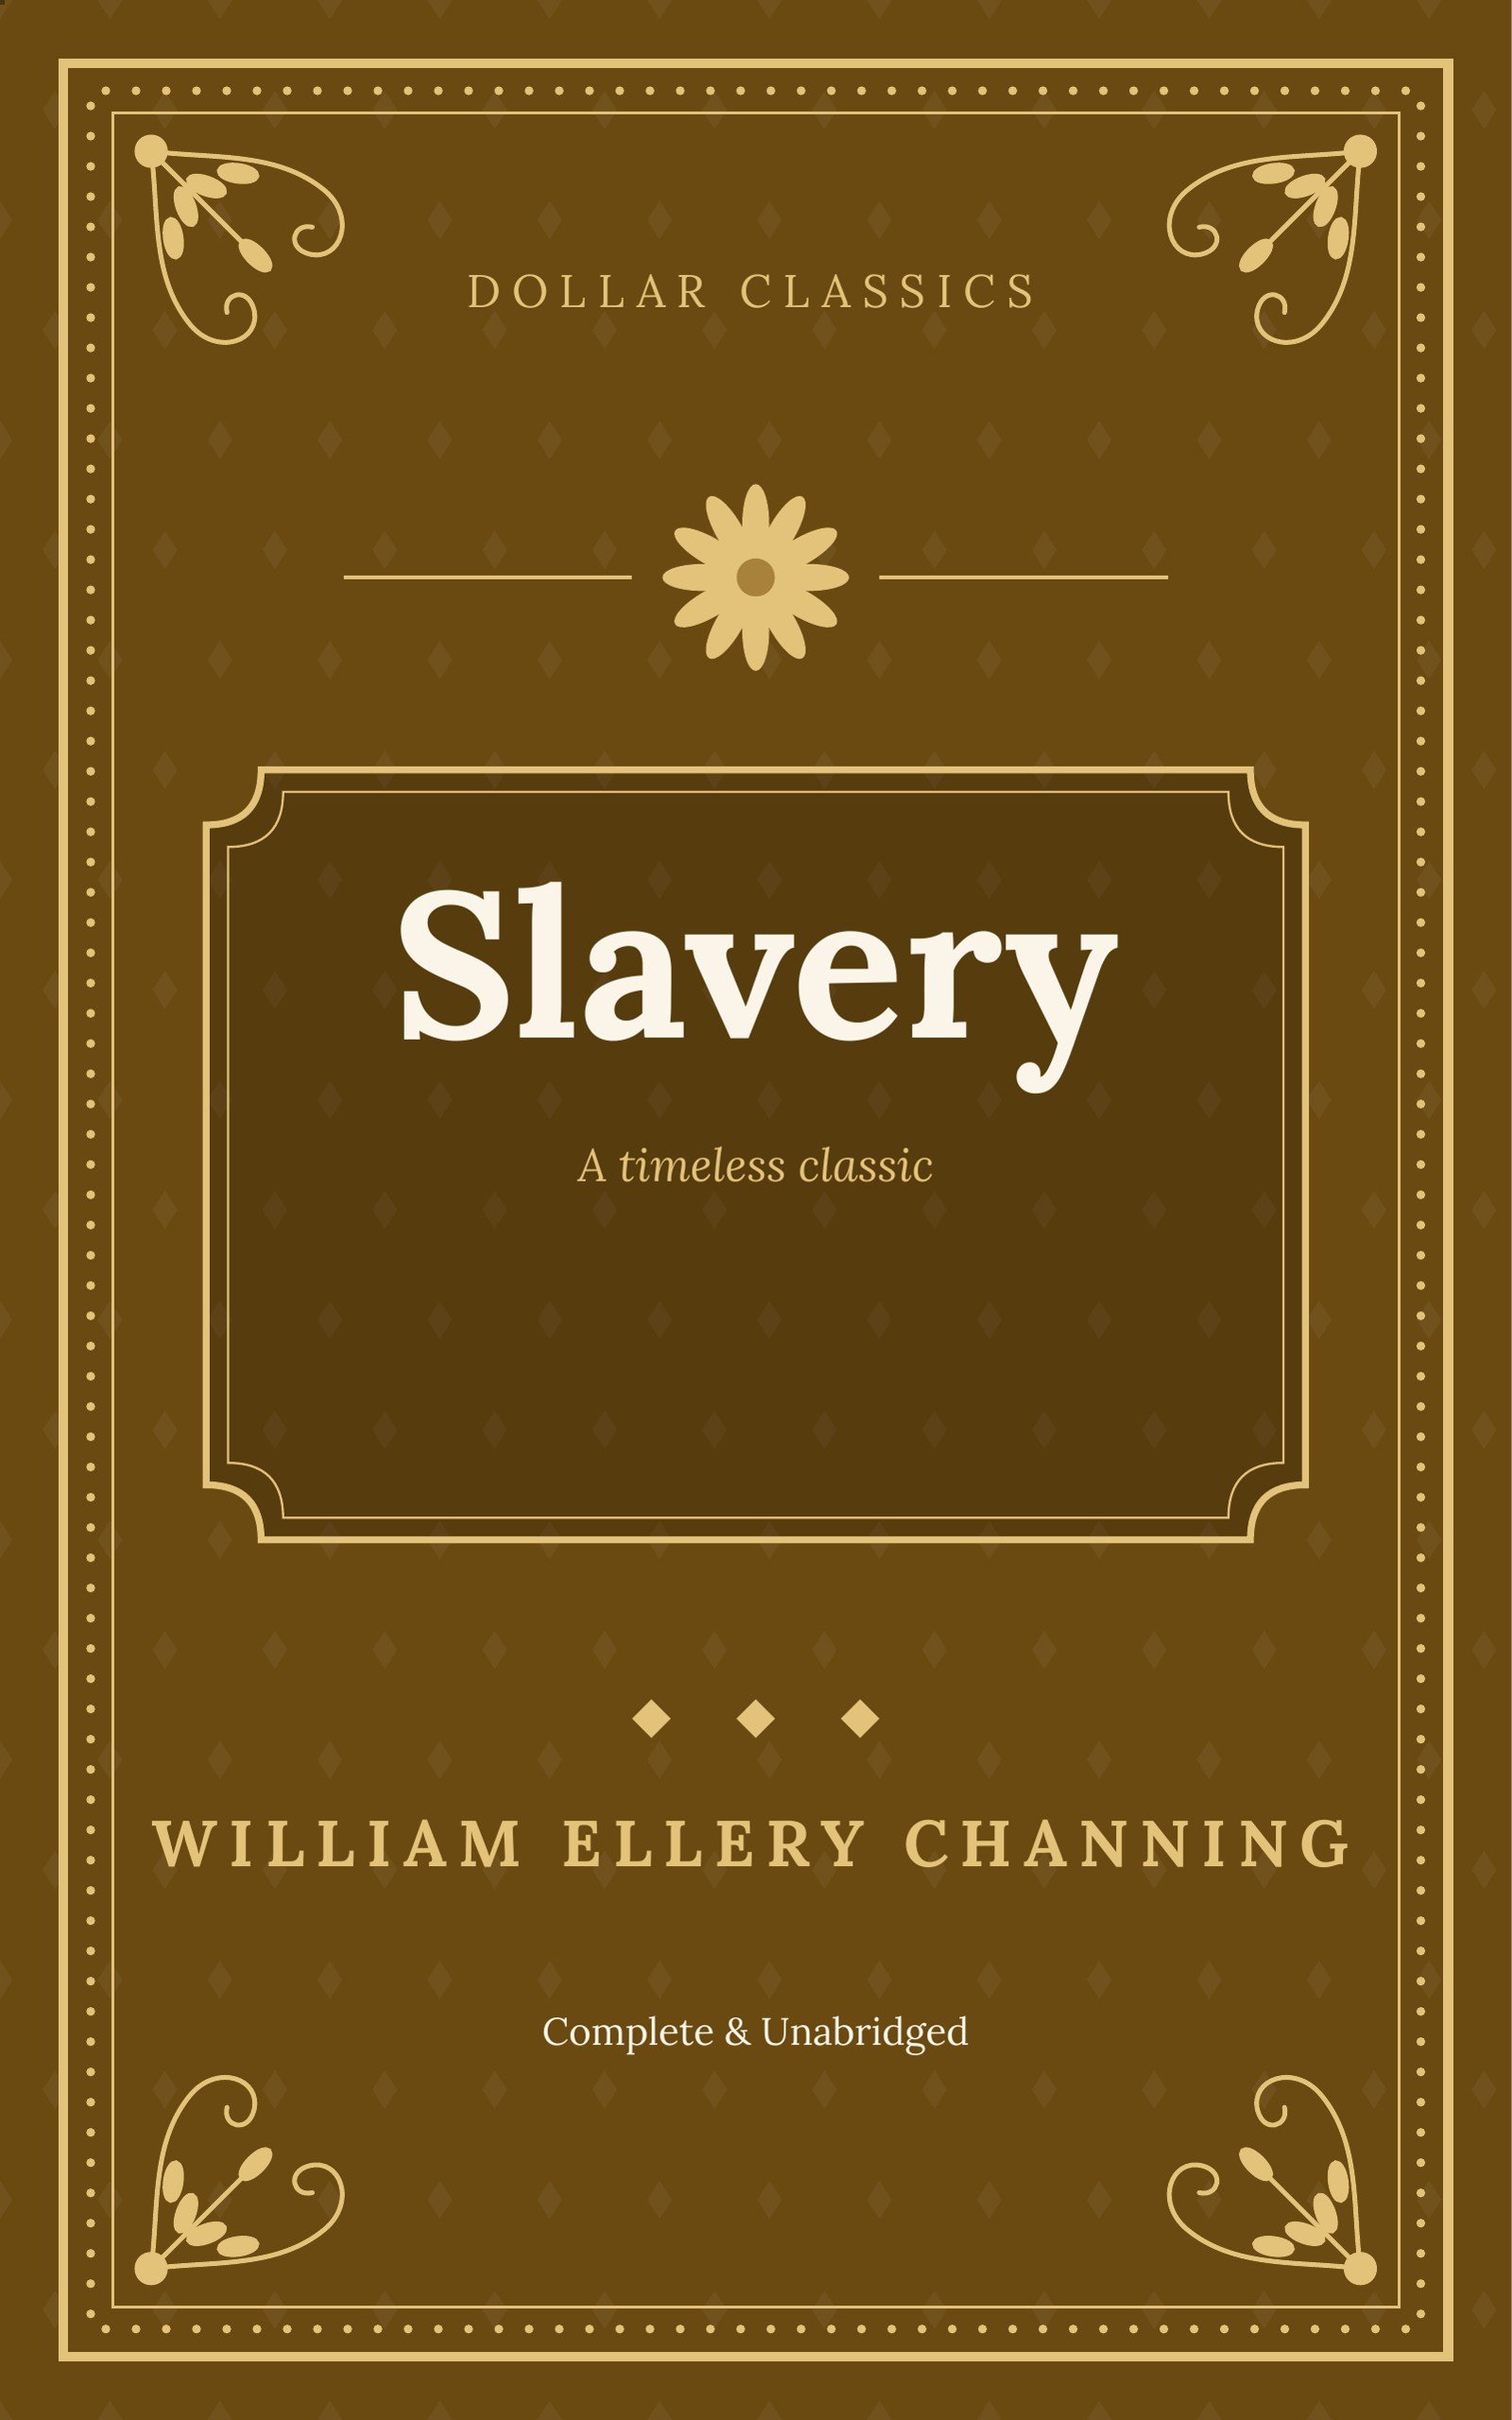 DOLLAR CLASSICS
Slavery
A timeless classic
WILLIAM ELLERY CHANNING
Complete & Unabridged